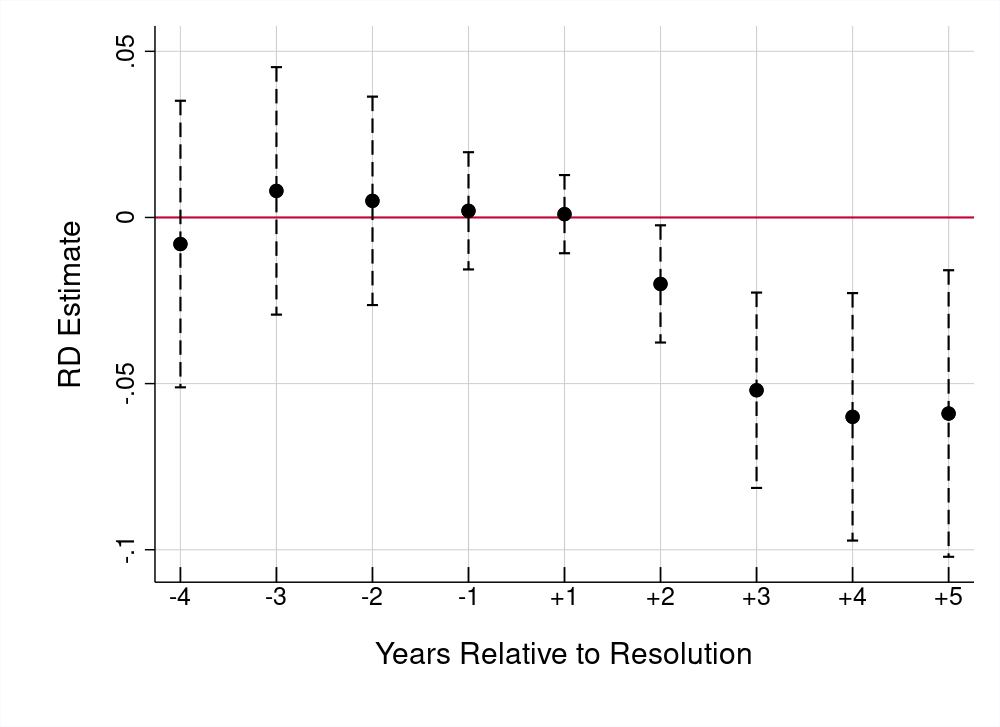 RD Estimate
.05
0
-.05
-.1
-4 -3 -2 -1 +1 +2 +3 +4 +5
Years Relative to Resolution